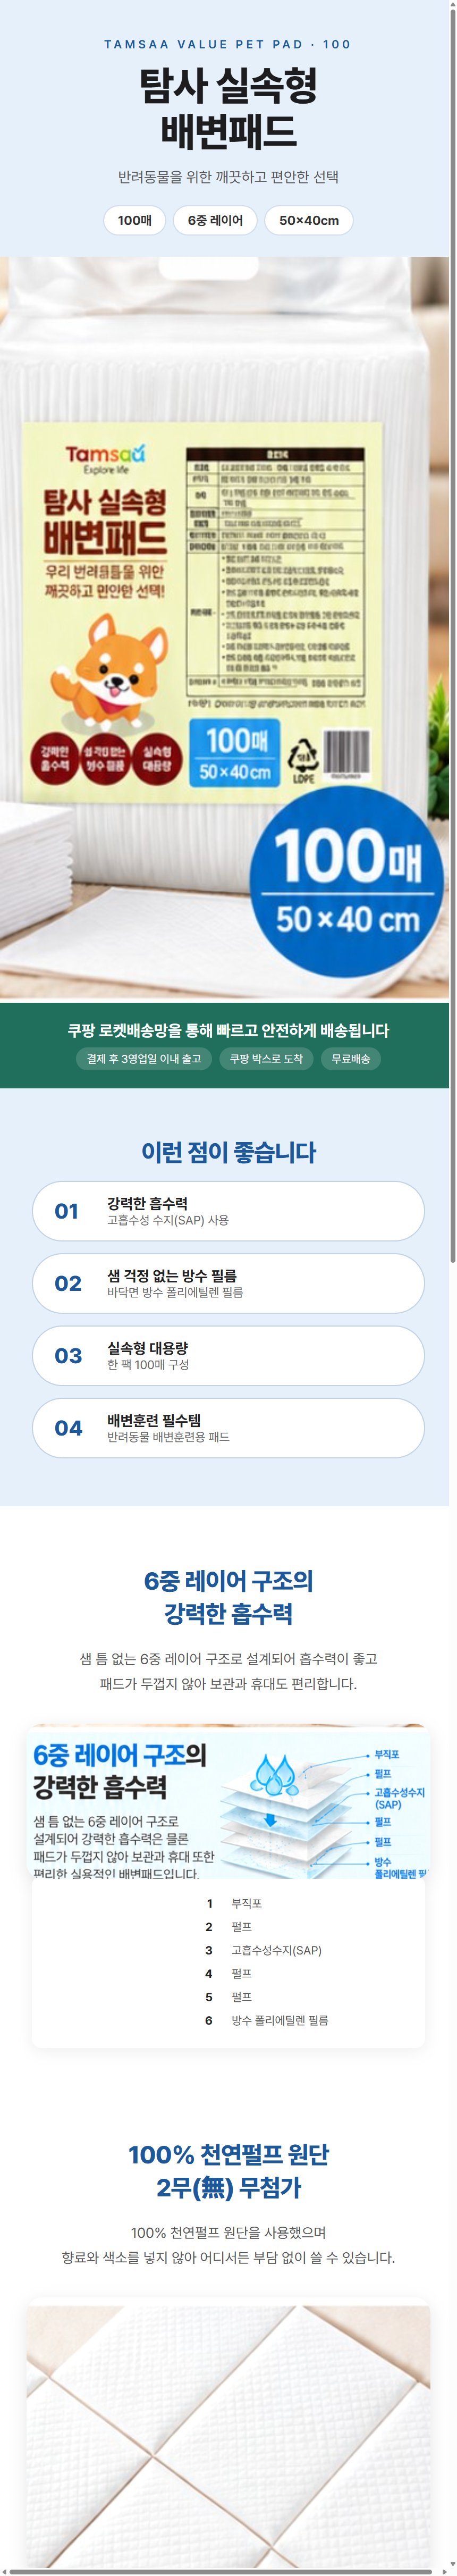 TAMSAA VALUE PET PAD · 100
탐사 실속형
배변패드
반려동물을 위한 깨끗하고 편안한 선택
100매
6중 레이어
50×40cm
Tamsaa
Explore life
탐사 실속형
배변패드
100매
50×40cm
LDPE
100매
50×40 cm
쿠팡 로켓배송망을 통해 빠르고 안전하게 배송됩니다
결제 후 3영업일 이내 출고
쿠팡 박스로 도착
무료배송
이런 점이 좋습니다
01
강력한 흡수력
고흡수성 수지(SAP) 사용
02
샘 걱정 없는 방수 필름
바닥면 방수 폴리에틸렌 필름
03
실속형 대용량
한 팩 100매 구성
04
배변훈련 필수템
반려동물 배변훈련용 패드
6중 레이어 구조의
강력한 흡수력
샘 틈 없는 6중 레이어 구조로 설계되어 흡수력이 좋고
패드가 두껍지 않아 보관과 휴대도 편리합니다.
6중 레이어 구조의
강력한 흡수력
샘 틈 없는 6중 레이어 구조로
설계되어 강력한 흡수력은 물론
패드가 두껍지 않아 보관과 휴대 또한
편리한 실용적인 배변패드입니다.
부직포
펄프
고흡수성수지
(SAP)
펄프
펄프
방수
폴리에틸렌
1 부직포
2 펄프
3 고흡수성수지(SAP)
4 펄프
5 펄프
6 방수 폴리에틸렌 필름
100% 천연펄프 원단
2무(無) 무첨가
100% 천연펄프 원단을 사용했으며
향료와 색소를 넣지 않아 어디서든 부담 없이 쓸 수 있습니다.